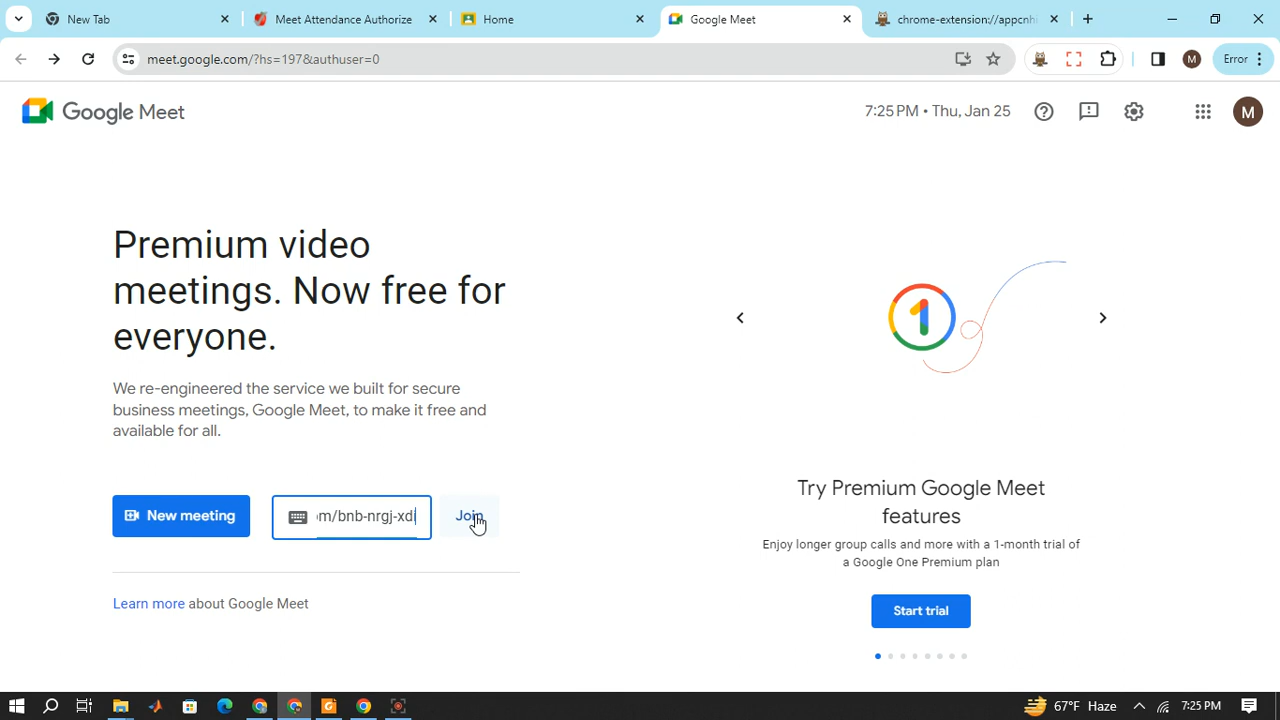 New Tab
Meet Attendance Authorize
Home
Google Meet
chrome-extension://appcnhi
meet.google.com/?hs=197&authuser=0
M
Error
Google Meet
7:25 PM • Thu, Jan 25
M
Premium video
meetings. Now free for
everyone.
We re-engineered the service we built for secure
business meetings, Google Meet, to make it free and
available for all.
New meeting
om/bnb-nrgj-xdi
Join
Learn more about Google Meet
1
Try Premium Google Meet
features
Enjoy longer group calls and more with a 1-month trial of
a Google One Premium plan
Start trial
67°F Haze
7:25 PM